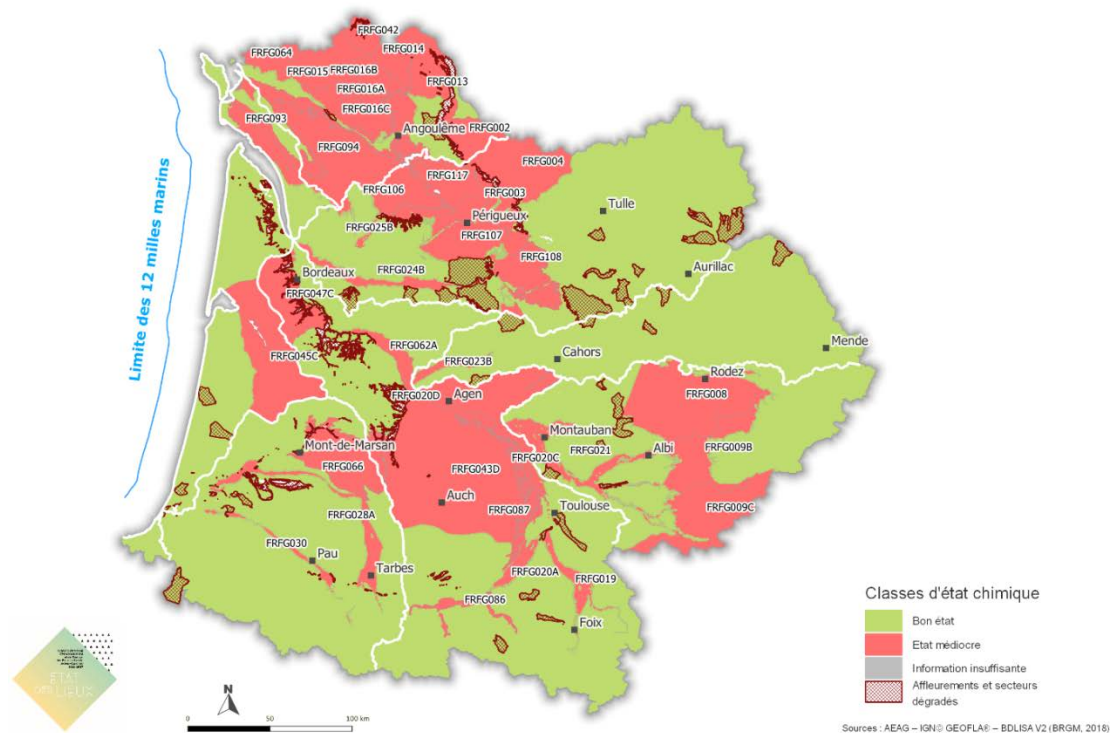 FRFG042
FRFG064
FRFG014
FRFG015
FRFG016B
FRFG013
FRFG016A
FRFG016C
FRFG093
FRFG002
Angoulême
FRFG094
FRFG004
FRFG117
FRFG106
FRFG003
Tulle
Périgueux
FRFG025B
FRFG107
FRFG108
Limite des 12 milles marins
Bordeaux
FRFG024B
Aurillac
FRFG047C
FRFG062A
Mende
FRFG045C
FRFG023B
Cahors
Rodez
FRFG020D
Agen
FRFG008
Montauban
Mont-de-Marsan
FRFG021
Albi
FRFG009B
FRFG020C
FRFG066
FRFG043D
Auch
FRFG087
Toulouse
FRFG009C
FRFG028A
FRFG030
Pau
Tarbes
FRFG020A
FRFG019
FRFG086
Foix
Classes d'état chimique
Bon état
Etat médiocre
Information insuffisante
Affleurements et secteurs
dégradés
ETAT
DES LIEUX
N
0 50 100 km
Sources : AEAG – IGN© GEOFLA® – BDLISA V2 (BRGM, 2018)